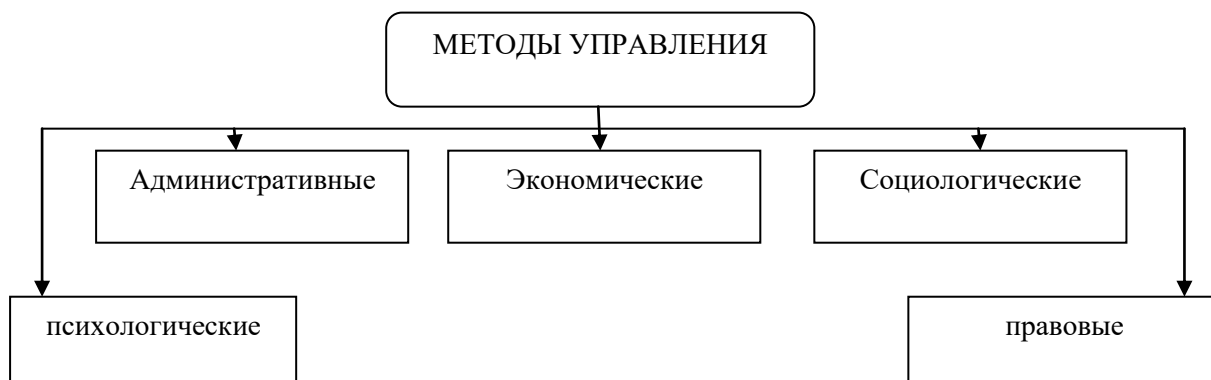 МЕТОДЫ УПРАВЛЕНИЯ
Административные
Экономические
Социологические
психологические
правовые